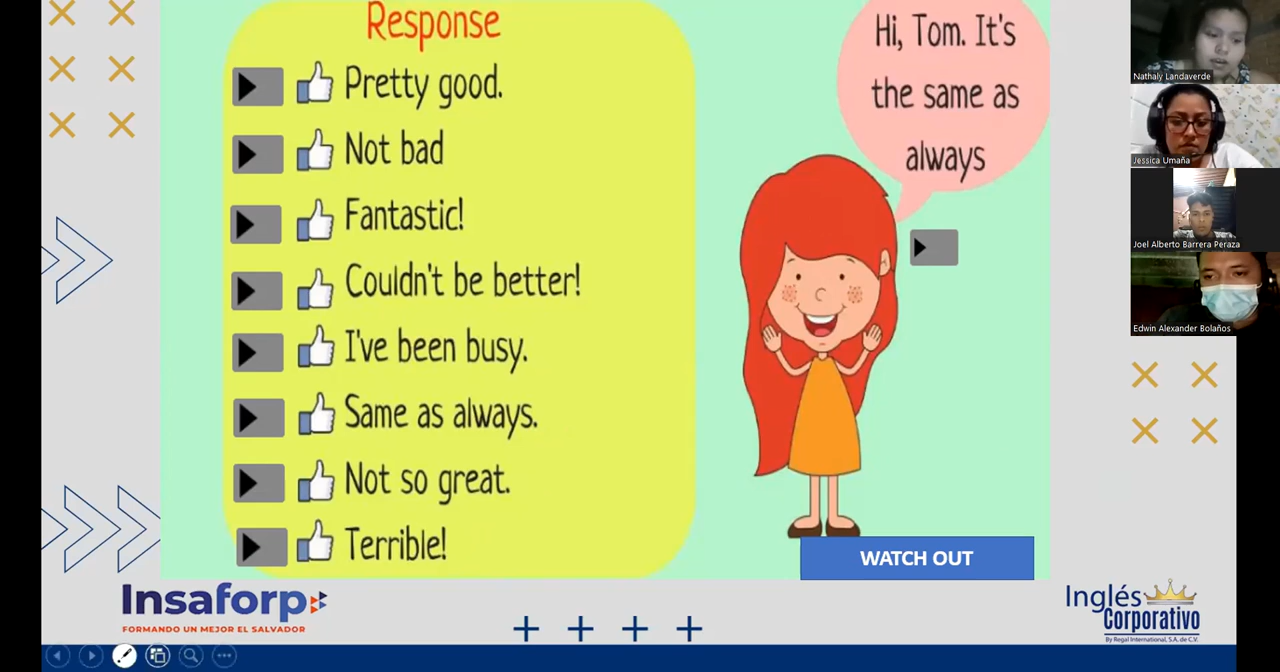 Response
Pretty good.
Not bad
Fantastic!
Couldn't be better!
I've been busy.
Same as always.
Not so great.
Terrible!
Hi, Tom. It's
the same as
always
WATCH OUT
Nathaly Landaverde
Jessica Umaña
Joel Alberto Barrera Peraza
Edwin Alexander Bolaños
Insaforp
FORMANDO UN MEJOR EL SALVADOR
Inglés
Corporativo
By Regal International, S.A. de C.V.